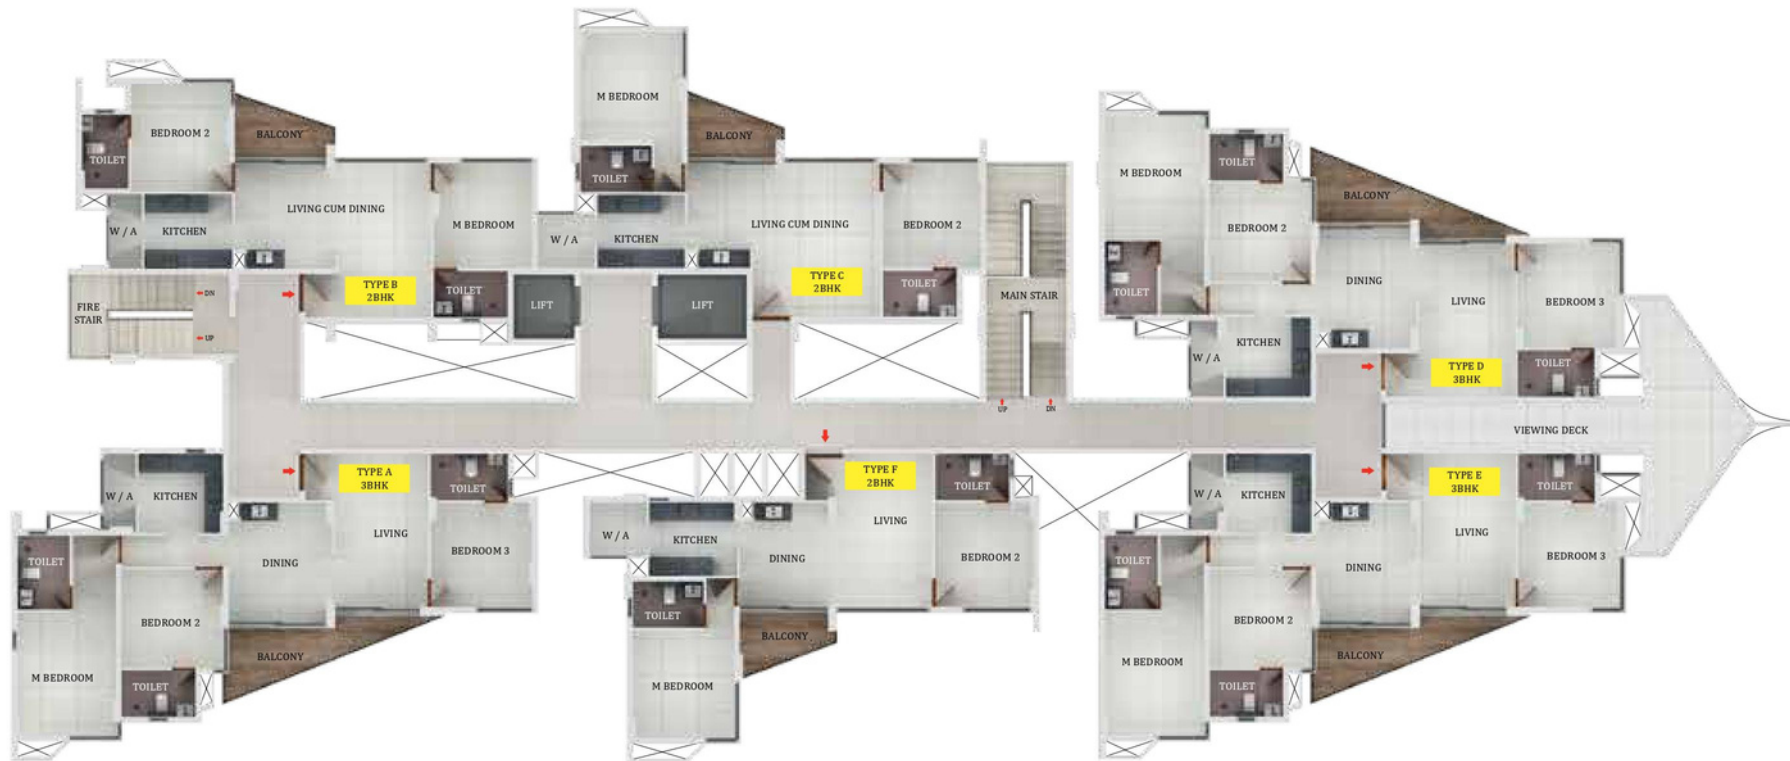 M BEDROOM
BEDROOM 2
BALCONY
TOILET
LIVING CUM DINING
M BEDROOM
W / A
KITCHEN
TYPE B
2BHK
TOILET
FIRE
STAIR
DN
UP
LIFT
LIFT
BALCONY
TOILET
LIVING CUM DINING
BEDROOM 2
W / A
KITCHEN
TYPE C
2BHK
TOILET
MAIN STAIR
UP
DN
M BEDROOM
TOILET
BEDROOM 2
BALCONY
TOILET
DINING
LIVING
BEDROOM 3
W / A
KITCHEN
TYPE D
3BHK
TOILET
VIEWING DECK
TYPE A
3BHK
TOILET
W / A
KITCHEN
LIVING
DINING
BEDROOM 3
TOILET
BEDROOM 2
BALCONY
M BEDROOM
TOILET
TYPE F
2BHK
TOILET
LIVING
W / A
KITCHEN
DINING
BEDROOM 2
TOILET
BALCONY
M BEDROOM
TYPE E
3BHK
TOILET
W / A
KITCHEN
LIVING
DINING
BEDROOM 3
TOILET
BEDROOM 2
BALCONY
M BEDROOM
TOILET